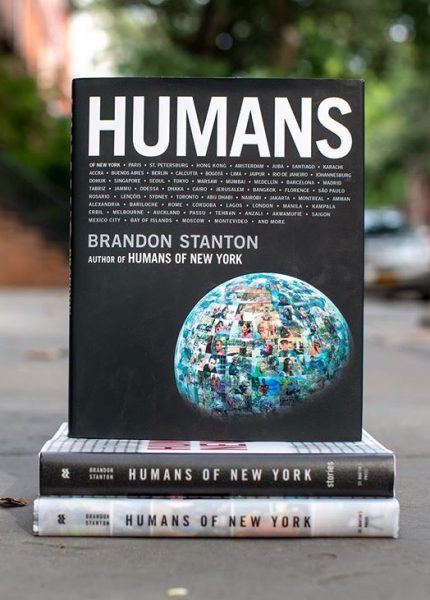 HUMANS
OF NEW YORK • PARIS • ST. PETERSBURG • HONG KONG • AMSTERDAM • JUBA • SANTIAGO • KARACHI
ACCRA • BUENOS AIRES • BERLIN • CALCUTTA • BOGOTÁ • LIMA • JAIPUR • RIO DE JANEIRO • JOHANNESBURG
DOHUK • SINGAPORE • SEOUL • TOKYO • WARSAW • MUMBAI • MEDELLÍN • BARCELONA • MADRID
TABRIZ • JAMMU • ODESSA • DHAKA • CAIRO • JERUSALEM • BANGKOK • FLORENCE • SÃO PAULO
ROSARIO • LENÇÓIS • SYDNEY • TORONTO • ABU DHABI • NAIROBI • JAKARTA • MONTREAL • AMMAN
ALEXANDRIA • BARILOCHE • ROME • CÓRDOBA • LAGOS • LONDON • MANILA • KAMPALA
ERBIL • MELBOURNE • AUCKLAND • PASSU • TEHRAN • ANZALI • AKWAMUFIE • SAIGON
MEXICO CITY • BAY OF ISLANDS • MOSCOW • MONTEVIDEO • AND MORE
BRANDON STANTON
AUTHOR OF HUMANS OF NEW YORK
BRANDON
STANTON
HUMANS OF NEW YORK
stories
BRANDON
STANTON
HUMANS OF NEW YORK